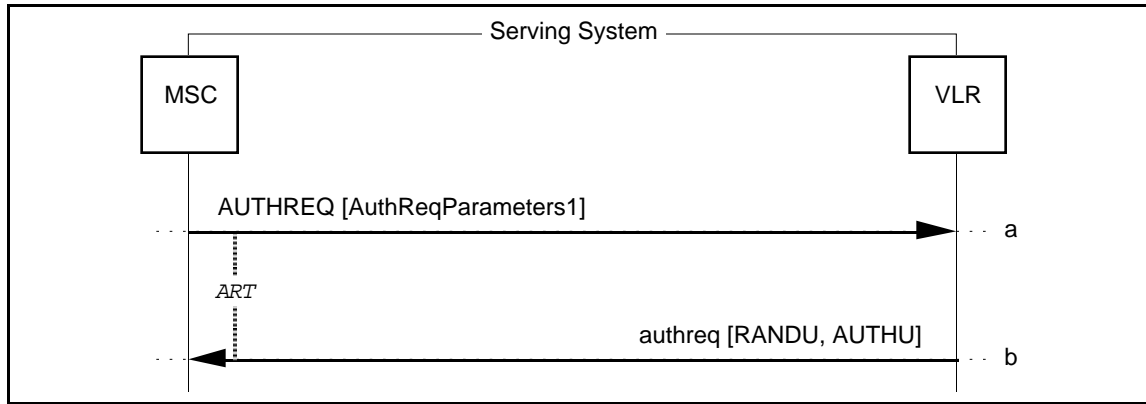 Serving System
MSC
VLR
AUTHREQ [AuthReqParameters1]
a
ART
authreq [RANDU, AUTHU]
b